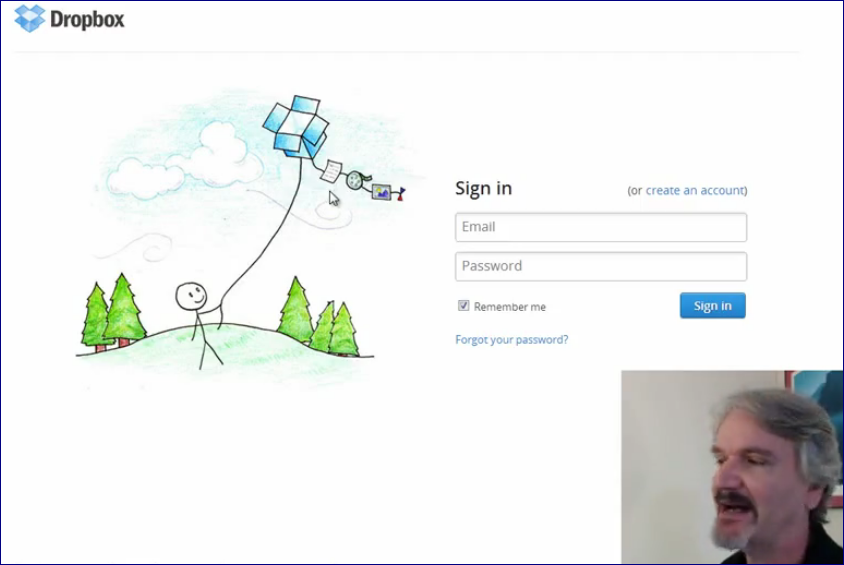 Dropbox
Sign in (or create an account)
Email
Password
Remember me Sign in
Forgot your password?